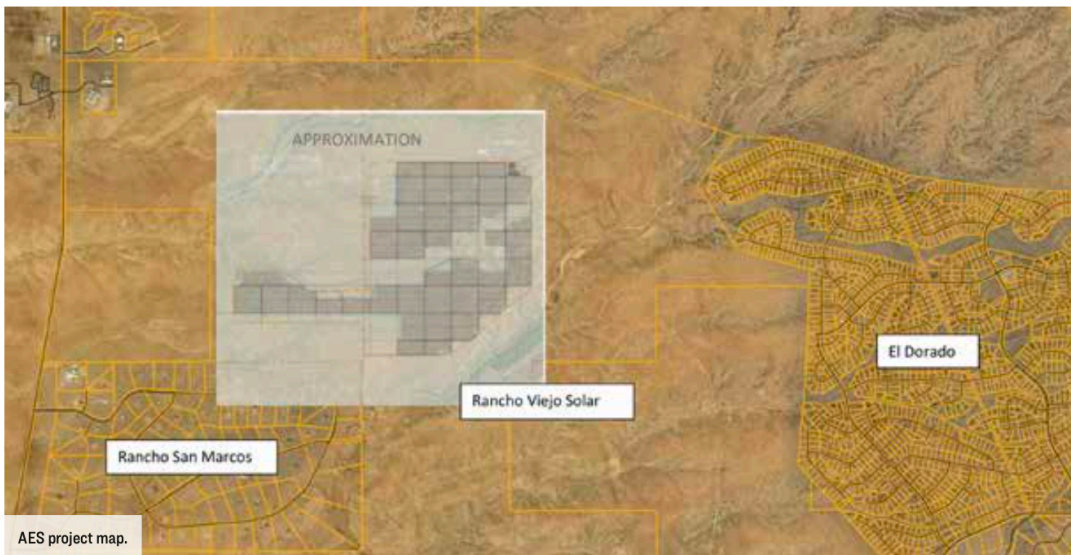 APPROXIMATION
El Dorado
Rancho Viejo Solar
Rancho San Marcos
AES project map.